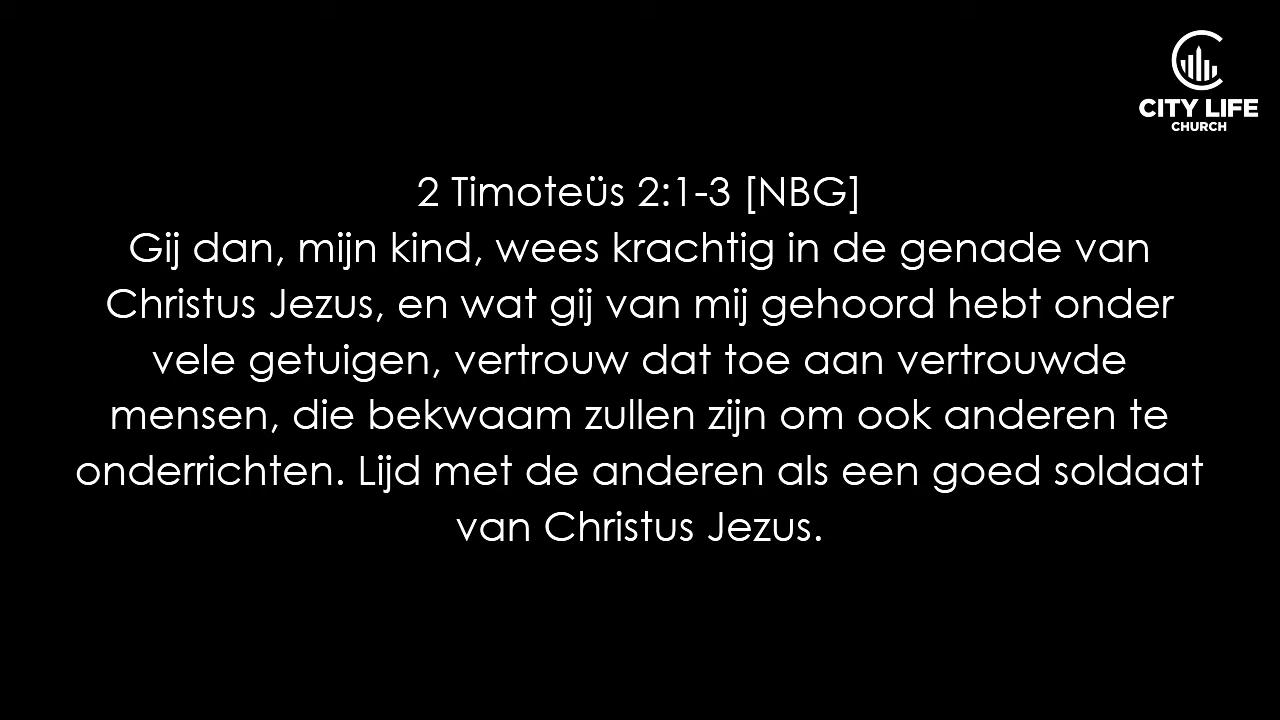 CITY LIFE
CHURCH
2 Timoteüs 2:1-3 [NBG]
Gij dan, mijn kind, wees krachtig in de genade van
Christus Jezus, en wat gij van mij gehoord hebt onder
vele getuigen, vertrouw dat toe aan vertrouwde
mensen, die bekwaam zullen zijn om ook anderen te
onderrichten. Lijd met de anderen als een goed soldaat
van Christus Jezus.